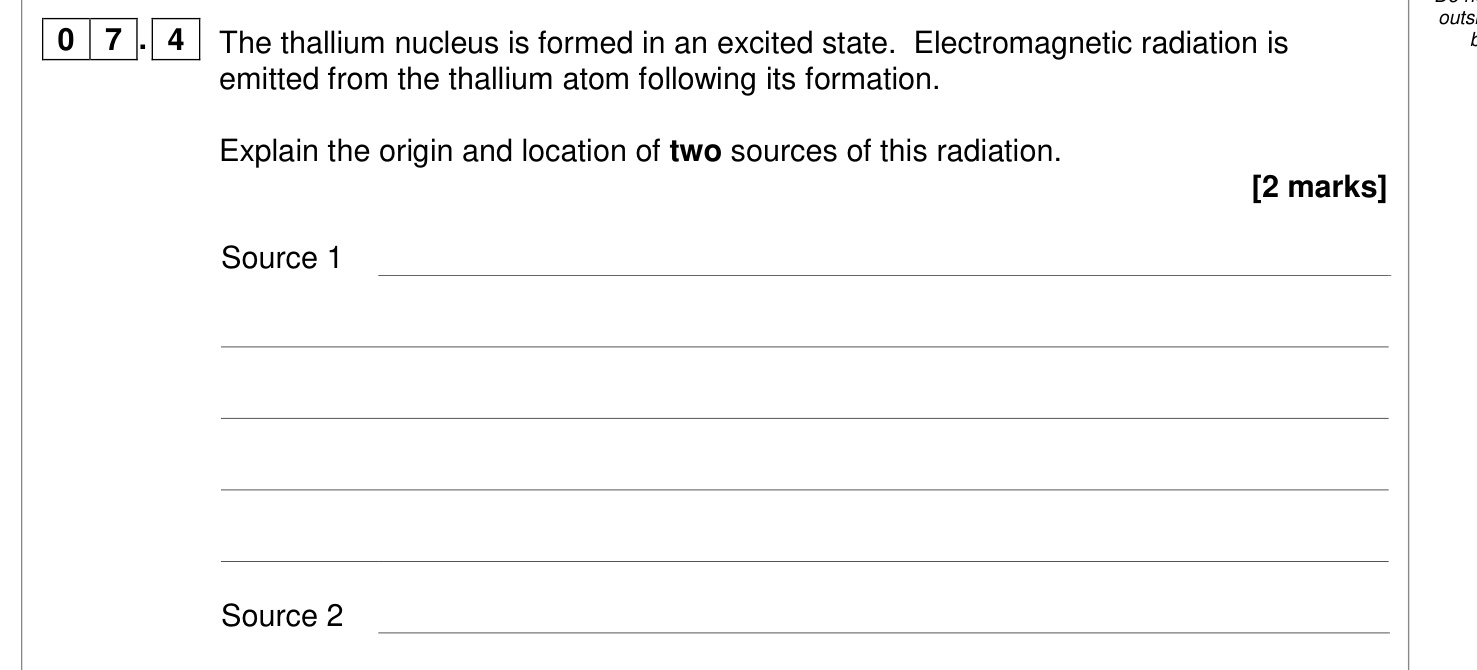 0 7 . 4 The thallium nucleus is formed in an excited state. Electromagnetic radiation is
emitted from the thallium atom following its formation.
Explain the origin and location of two sources of this radiation.
[2 marks]
Source 1
Source 2